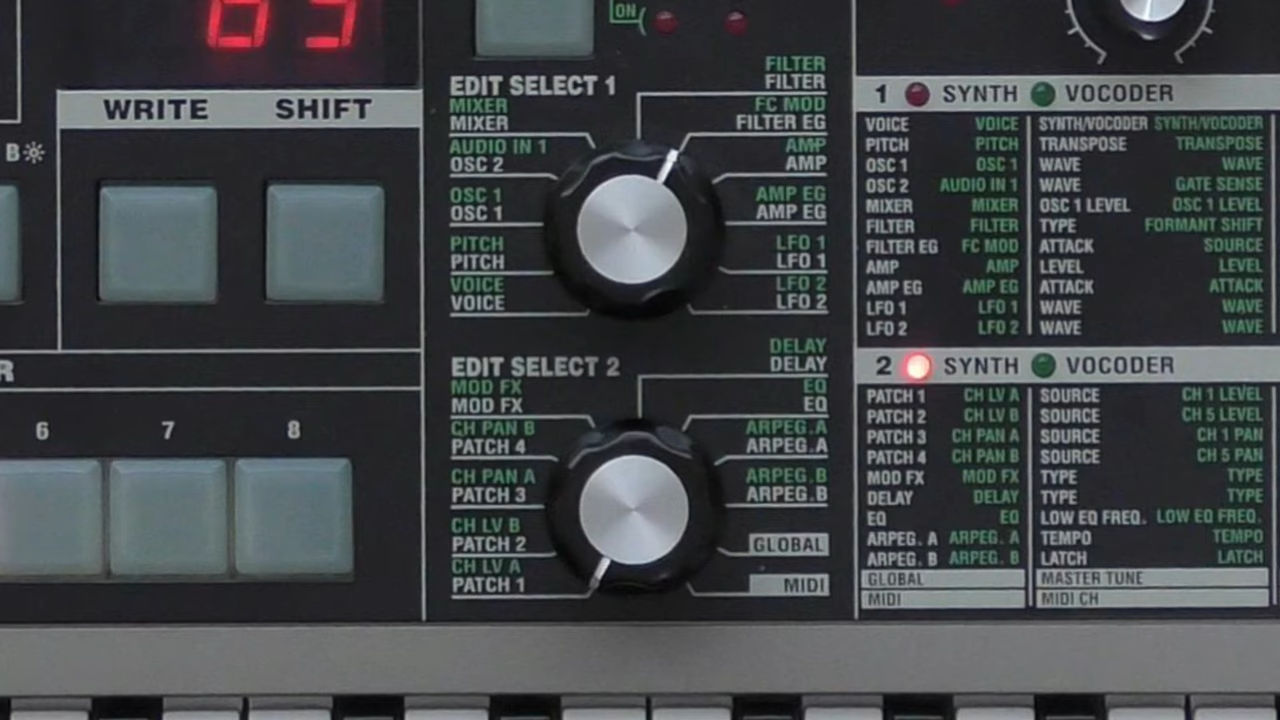 ON
WRITE SHIFT
B
R
6 7 8
EDIT SELECT 1
MIXER
MIXER
AUDIO IN 1
OSC 2
OSC 1
OSC 1
PITCH
PITCH
VOICE
VOICE
FILTER
FILTER
FC MOD
FILTER EG
AMP
AMP
AMP EG
AMP EG
LFO 1
LFO 1
LFO 2
LFO 2
EDIT SELECT 2
MOD FX
MOD FX
CH PAN B
PATCH 4
CH PAN A
PATCH 3
CH LV B
PATCH 2
CH LV A
PATCH 1
DELAY
DELAY
EQ
EQ
ARPEG.A
ARPEG.A
ARPEG.B
ARPEG.B
GLOBAL
MIDI
1 SYNTH VOCODER
VOICE VOICE SYNTH/VOCODER SYNTH/VOCODER
PITCH PITCH TRANSPOSE TRANSPOSE
OSC 1 OSC 1 WAVE WAVE
OSC 2 AUDIO IN 1 WAVE GATE SENSE
MIXER MIXER OSC 1 LEVEL OSC 1 LEVEL
FILTER FILTER TYPE FORMANT SHIFT
FILTER EG FC MOD ATTACK SOURCE
AMP AMP LEVEL LEVEL
AMP EG AMP EG ATTACK ATTACK
LFO 1 LFO 1 WAVE WAVE
LFO 2 LFO 2 WAVE WAVE
2 SYNTH VOCODER
PATCH 1 CH LV A SOURCE CH 1 LEVEL
PATCH 2 CH LV B SOURCE CH 5 LEVEL
PATCH 3 CH PAN A SOURCE CH 1 PAN
PATCH 4 CH PAN B SOURCE CH 5 PAN
MOD FX MOD FX TYPE TYPE
DELAY DELAY TYPE TYPE
EQ EQ LOW EQ FREQ. LOW EQ FREQ.
ARPEG. A ARPEG. A TEMPO TEMPO
ARPEG. B ARPEG. B LATCH LATCH
GLOBAL MASTER TUNE
MIDI MIDI CH